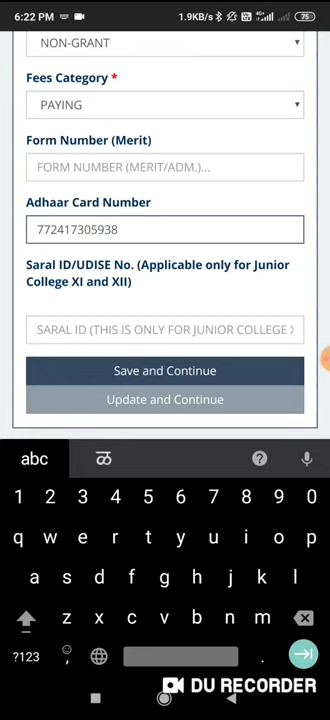 6:22 PM
1.9KB/s
4G+
75
NON-GRANT
Fees Category *
PAYING
Form Number (Merit)
FORM NUMBER (MERIT/ADM.)...
Adhaar Card Number
772417305938
Saral ID/UDISE No. (Applicable only for Junior
College XI and XII)
SARAL ID (THIS IS ONLY FOR JUNIOR COLLEGE X
Save and Continue
Update and Continue
abc
1 2 3 4 5 6 7 8 9 0
q w e r t y u i o p
a s d f g h j k l
z x c v b n m
?123 , .
DU RECORDER